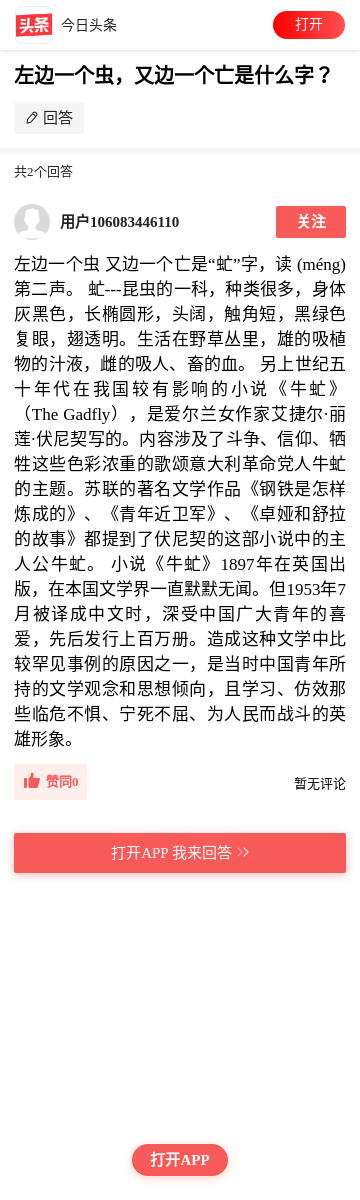 头条 今日头条 打开
左边一个虫，又边一个亡是什么字？
回答
共2个回答
用户106083446110 关注
左边一个虫 又边一个亡是“虻”字，读 (méng)
第二声。 虻---昆虫的一科，种类很多，身体
灰黑色，长椭圆形，头阔，触角短，黑绿色
复眼，翅透明。生活在野草丛里，雄的吸植
物的汁液，雌的吸人、畜的血。 另上世纪五
十年代在我国较有影响的小说《牛虻》
（The Gadfly），是爱尔兰女作家艾捷尔·丽
莲·伏尼契写的。内容涉及了斗争、信仰、牺
牲这些色彩浓重的歌颂意大利革命党人牛虻
的主题。苏联的著名文学作品《钢铁是怎样
炼成的》、《青年近卫军》、《卓娅和舒拉
的故事》都提到了伏尼契的这部小说中的主
人公牛虻。 小说《牛虻》1897年在英国出
版，在本国文学界一直默默无闻。但1953年7
月被译成中文时，深受中国广大青年的喜
爱，先后发行上百万册。造成这种文学中比
较罕见事例的原因之一，是当时中国青年所
持的文学观念和思想倾向，且学习、仿效那
些临危不惧、宁死不屈、为人民而战斗的英
雄形象。
赞同0 暂无评论
打开APP 我来回答
打开APP